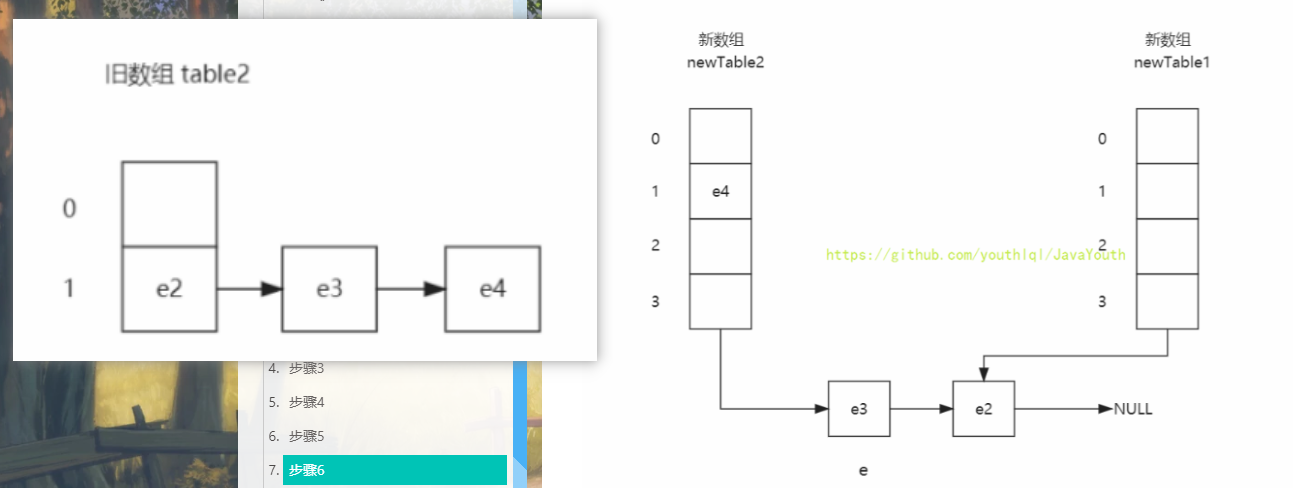 旧数组 table2
0
1
e2
e3
e4
4. 步骤3
5. 步骤4
6. 步骤5
7. 步骤6
新数组
newTable2
0
1
e4
2
3
新数组
newTable1
0
1
2
3
https://github.com/youthlql/JavaYouth
e3
e2
NULL
e